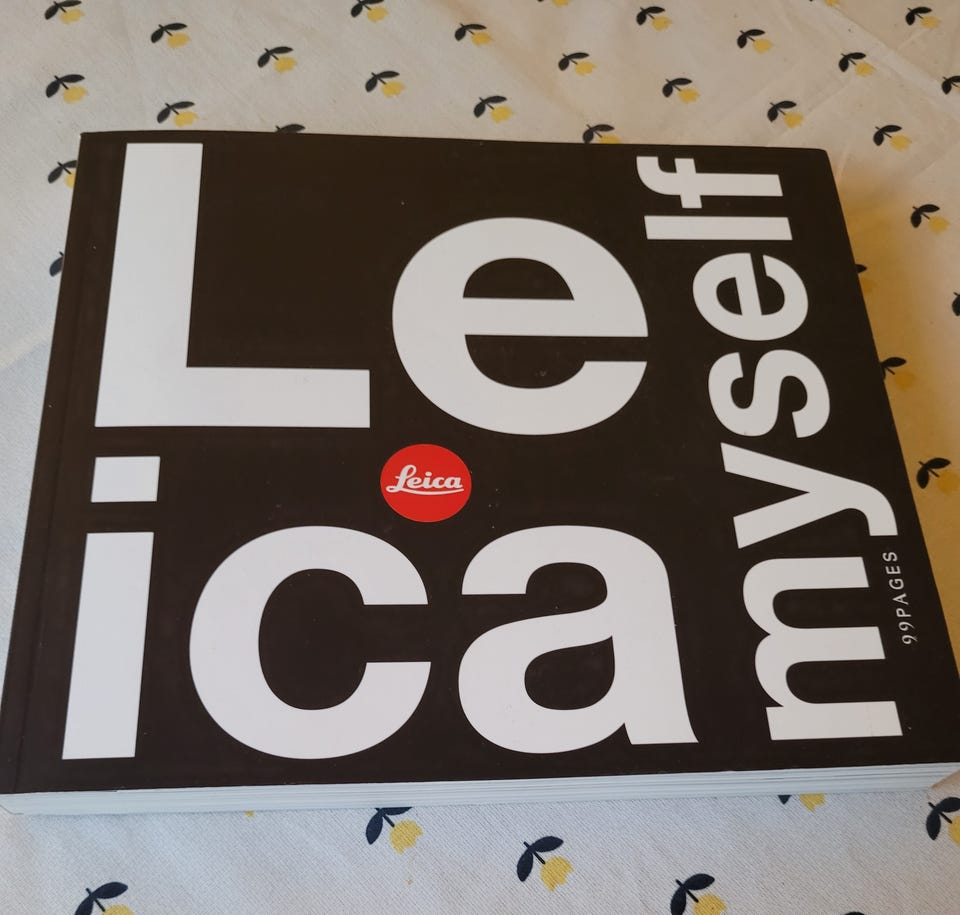 Le
ica
Leica
myself
99PAGES